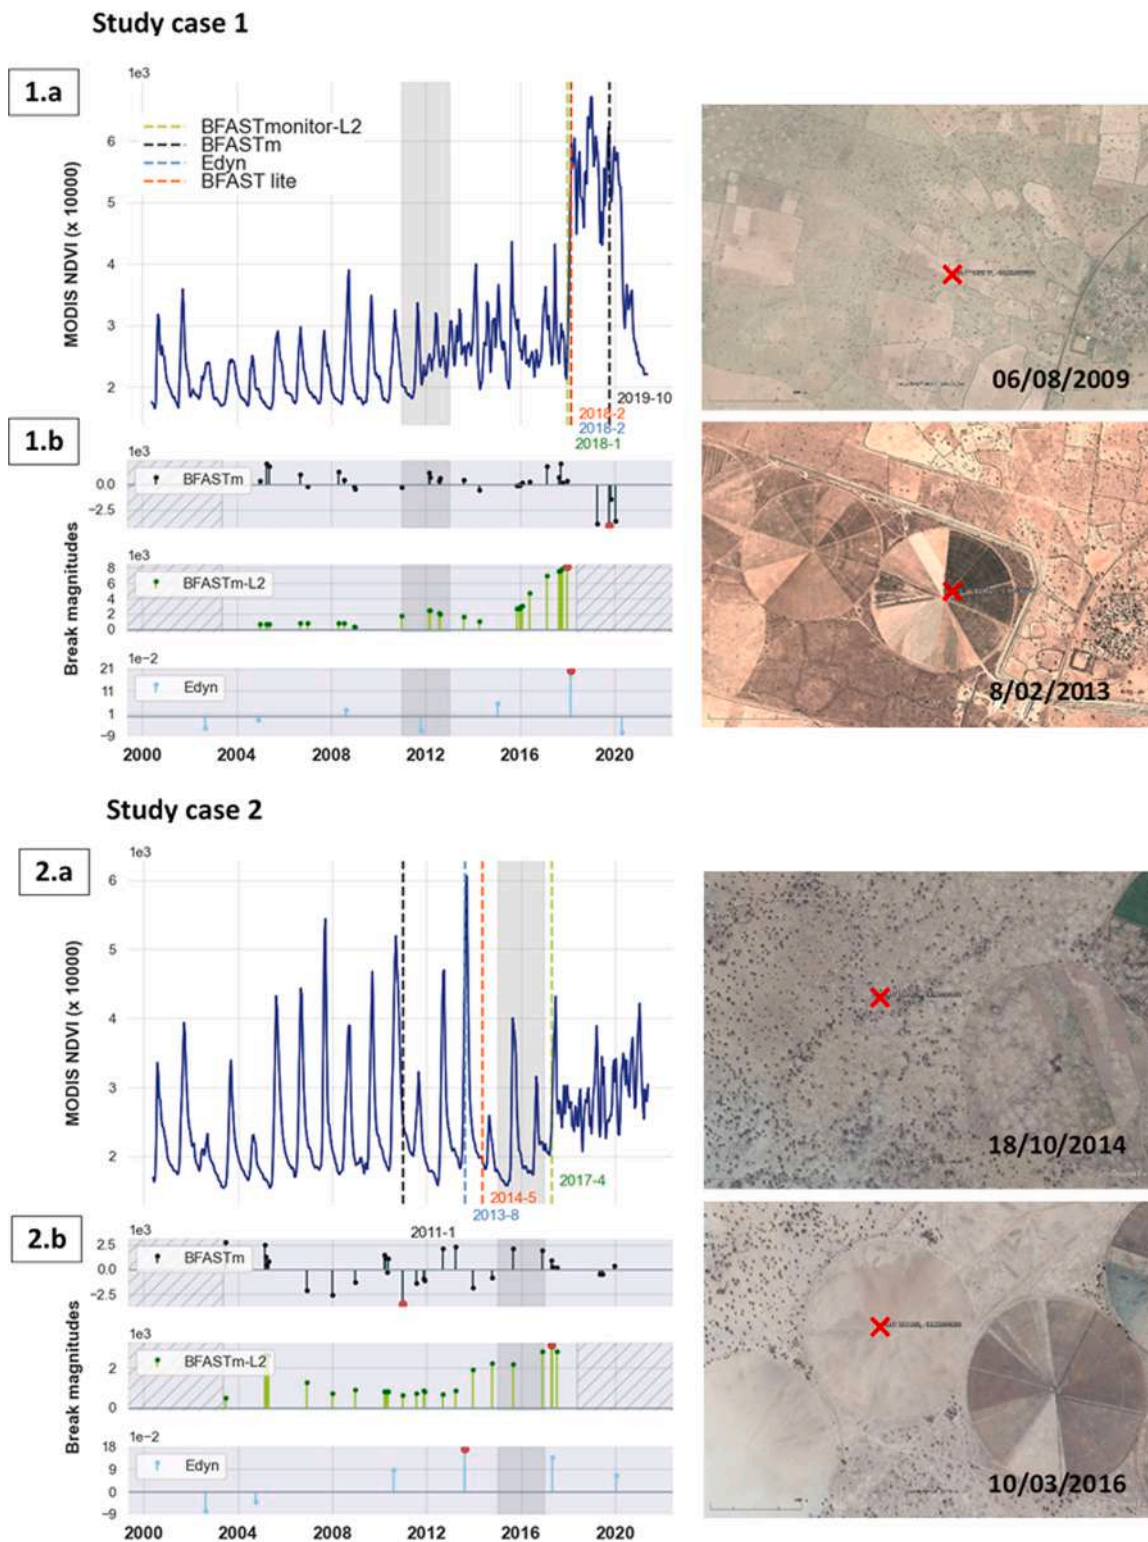 Study case 1
1.a
1e3
BFASTmonitor-L2
BFASTm
Edyn
BFAST lite
MODIS NDVI (x 10000)
6
5
4
3
2
2019-10
2018-2
2018-2
2018-1
06/08/2009
1.b
1e3
0.0
−2.5
BFASTm
1e3
8
6
4
2
0
BFASTm-L2
1e−2
21
11
1
−9
Edyn
Break magnitudes
2000 2004 2008 2012 2016 2020
8/02/2013
Study case 2
2.a
1e3
MODIS NDVI (x 10000)
6
5
4
3
2
2017-4
2014-5
2013-8
2011-1
18/10/2014
2.b
1e3
2.5
0.0
−2.5
BFASTm
1e3
2
0
BFASTm-L2
1e−2
18
9
0
−9
Edyn
Break magnitudes
2000 2004 2008 2012 2016 2020
10/03/2016